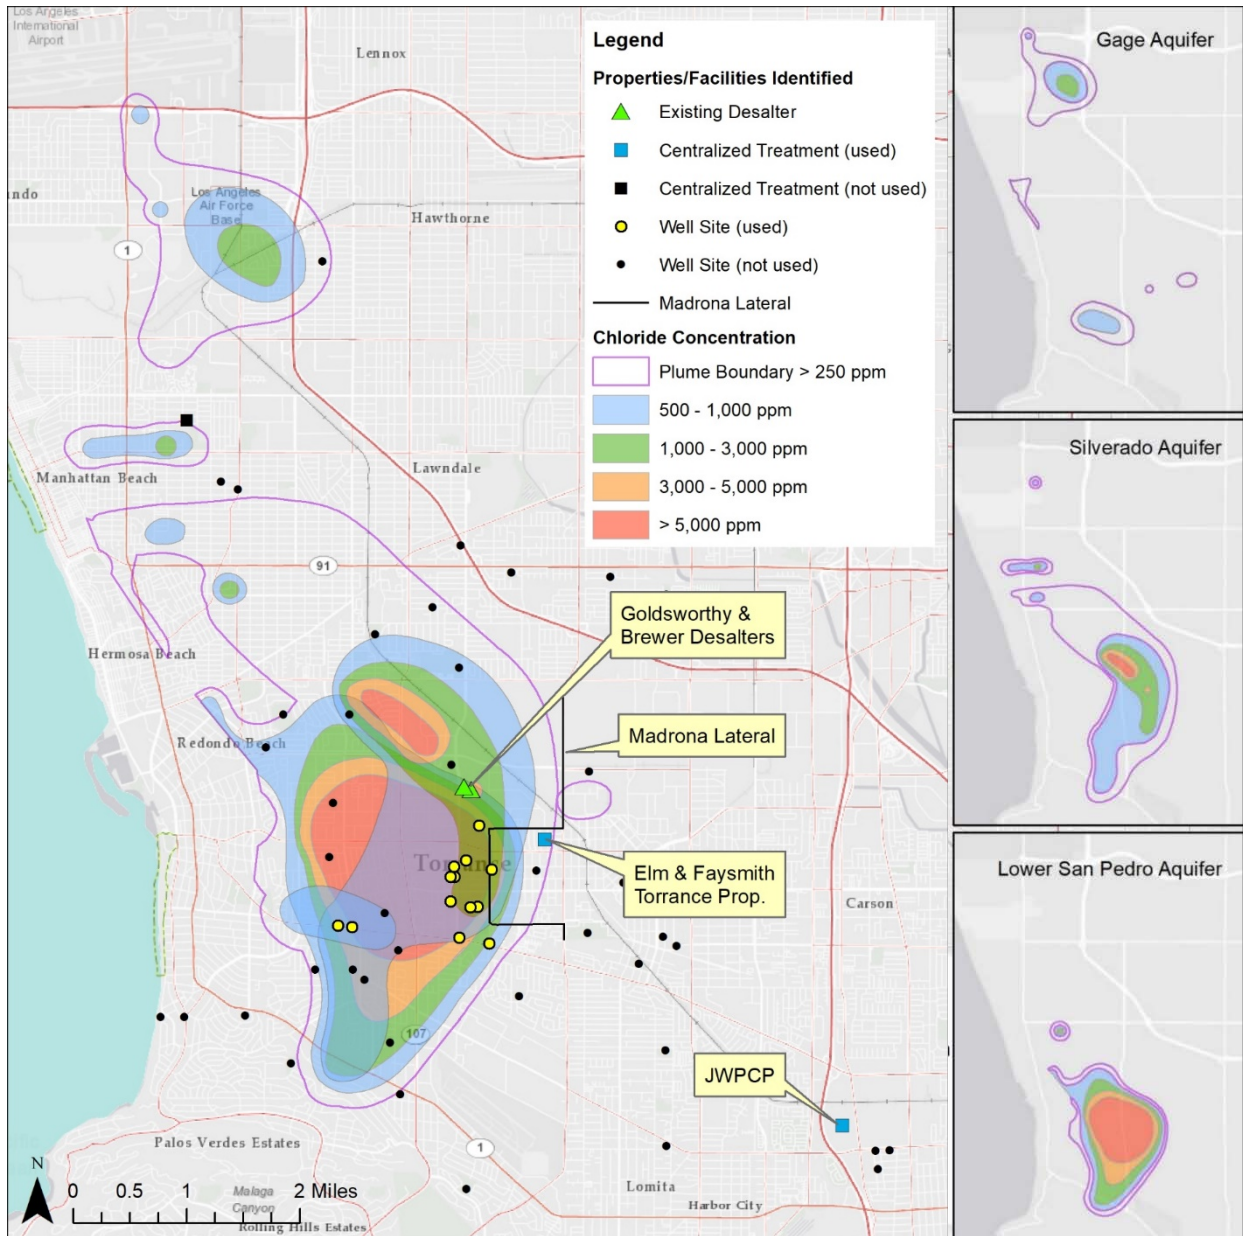 Los Angeles
International
Airport
Lennox
ndo
Los Angeles
Air Force
Base
Hawthorne
1
Manhattan Beach
Lawndale
91
Hermosa Beach
Redondo Beach
Torrance
107
Carson
Palos Verdes Estates
1
Malaga
Canyon
Rolling Hills Estates
Lomita
Harbor City
N
0 0.5 1 2 Miles
Legend
Properties/Facilities Identified
Existing Desalter
Centralized Treatment (used)
Centralized Treatment (not used)
Well Site (used)
Well Site (not used)
Madrona Lateral
Chloride Concentration
Plume Boundary > 250 ppm
500 - 1,000 ppm
1,000 - 3,000 ppm
3,000 - 5,000 ppm
> 5,000 ppm
Goldsworthy &
Brewer Desalters
Madrona Lateral
Elm & Faysmith
Torrance Prop.
JWPCP
Gage Aquifer
Silverado Aquifer
Lower San Pedro Aquifer